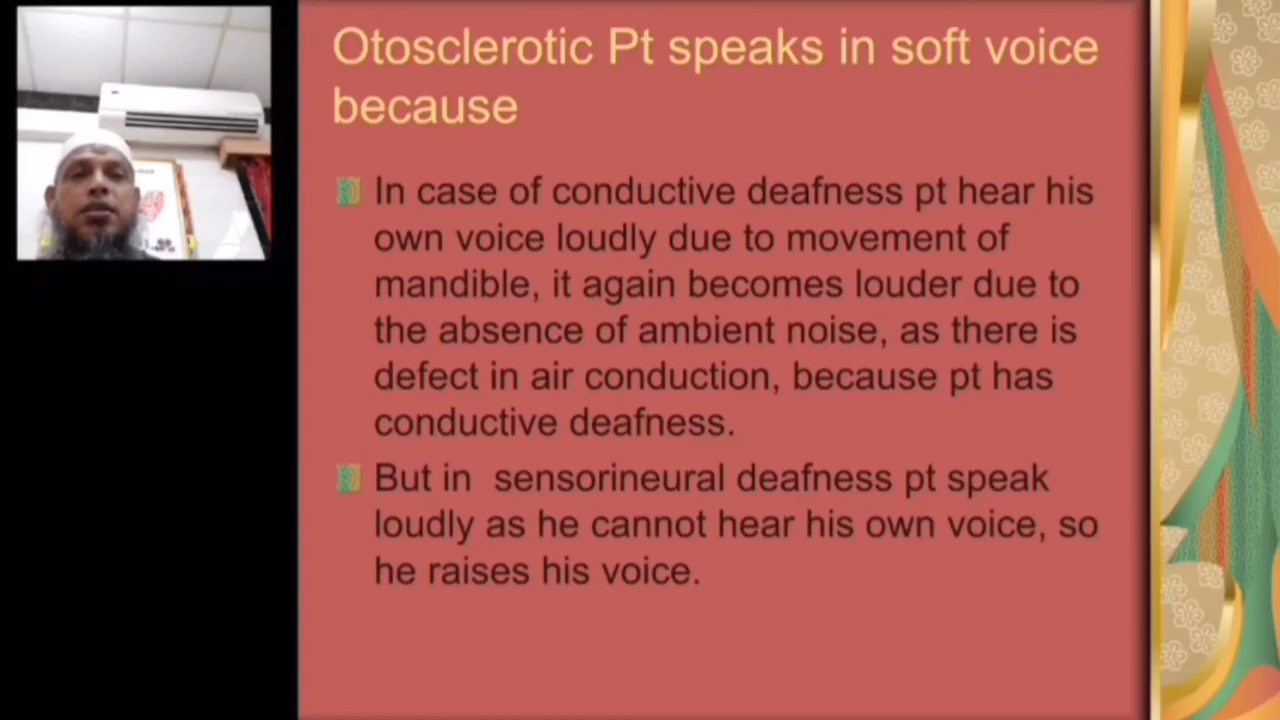 Otosclerotic Pt speaks in soft voice
because
In case of conductive deafness pt hear his
own voice loudly due to movement of
mandible, it again becomes louder due to
the absence of ambient noise, as there is
defect in air conduction, because pt has
conductive deafness.
But in sensorineural deafness pt speak
loudly as he cannot hear his own voice, so
he raises his voice.